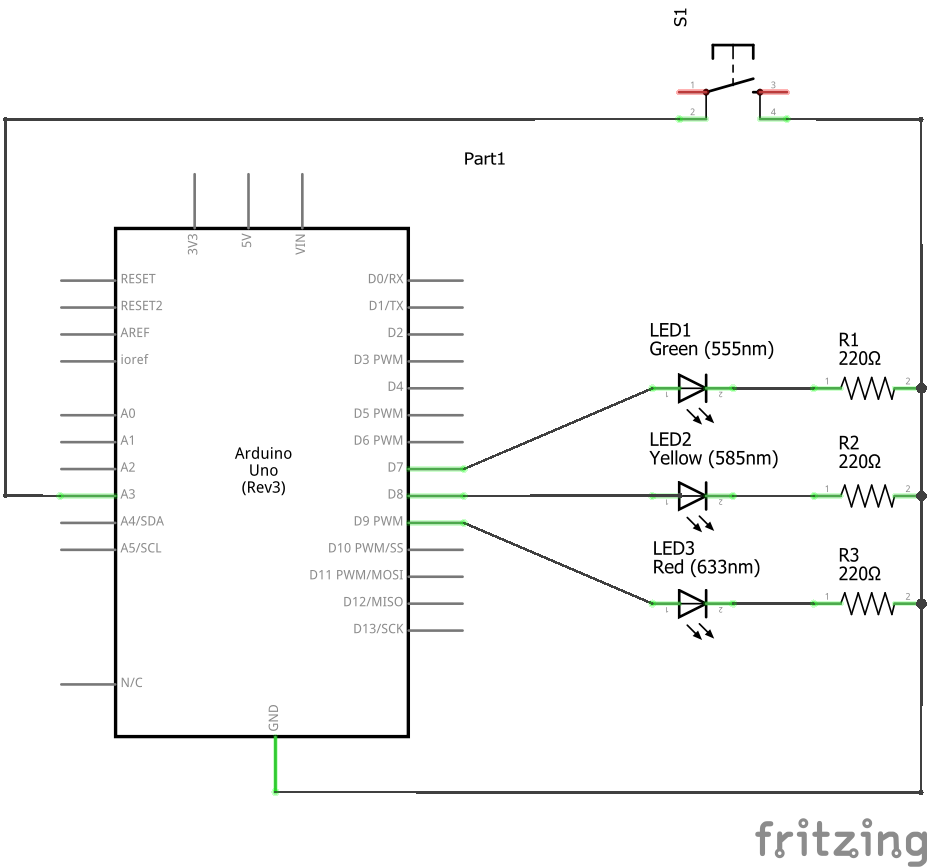 S1
1
3
2
4
Part1
3V3
5V
VIN
RESET
D0/RX
RESET2
D1/TX
AREF
D2
ioref
D3 PWM
D4
A0
D5 PWM
A1
D6 PWM
A2
D7
A3
D8
A4/SDA
D9 PWM
A5/SCL
D10 PWM/SS
D11 PWM/MOSI
D12/MISO
D13/SCK
N/C
GND
Arduino
Uno
(Rev3)
LED1
Green (555nm)
1
2
R1
220Ω
1
2
LED2
Yellow (585nm)
1
2
R2
220Ω
1
2
LED3
Red (633nm)
1
2
R3
220Ω
1
2
fritzing